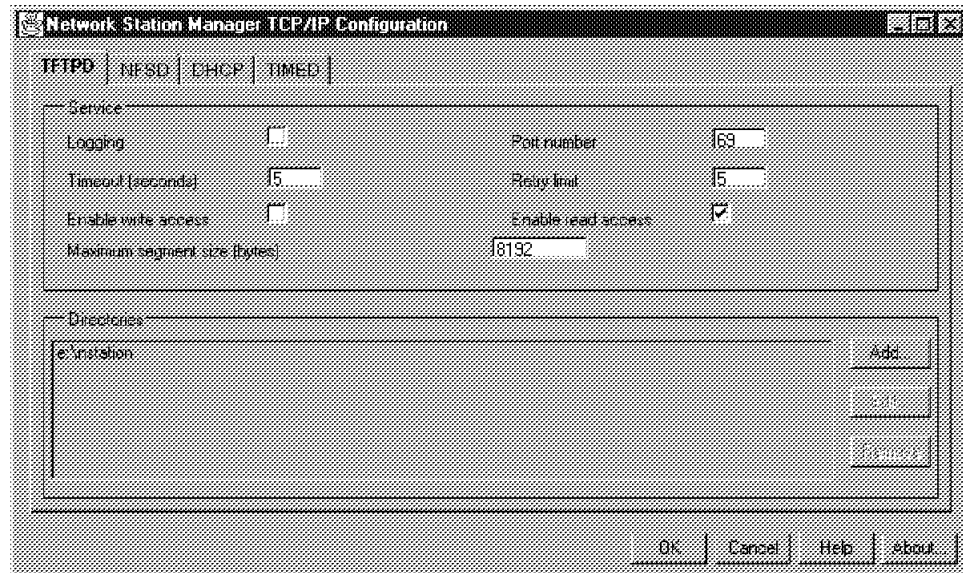 Network Station Manager TCP/IP Configuration
TFTPD NFSD DHCP TIMED
Service
Logging Port number 69
Timeout (seconds) 5 Retry limit 5
Enable write access Enable read access
Maximum segment size (bytes) 8192
Directories
e:\nstation Add...
OK Cancel Help About...